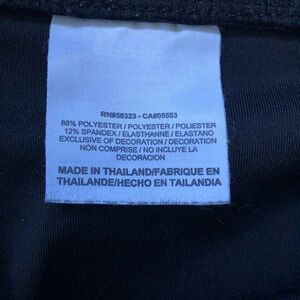 RN#56323 - CA#05553
88% POLYESTER / POLYESTER / POLIESTER
12% SPANDEX / ELASTHANNE / ELASTANO
EXCLUSIVE OF DECORATION / DECORATION
NON COMPRISE / NO INCLUYE LA
DECORACION
MADE IN THAILAND/FABRIQUE EN
THAILANDE/HECHO EN TAILANDIA